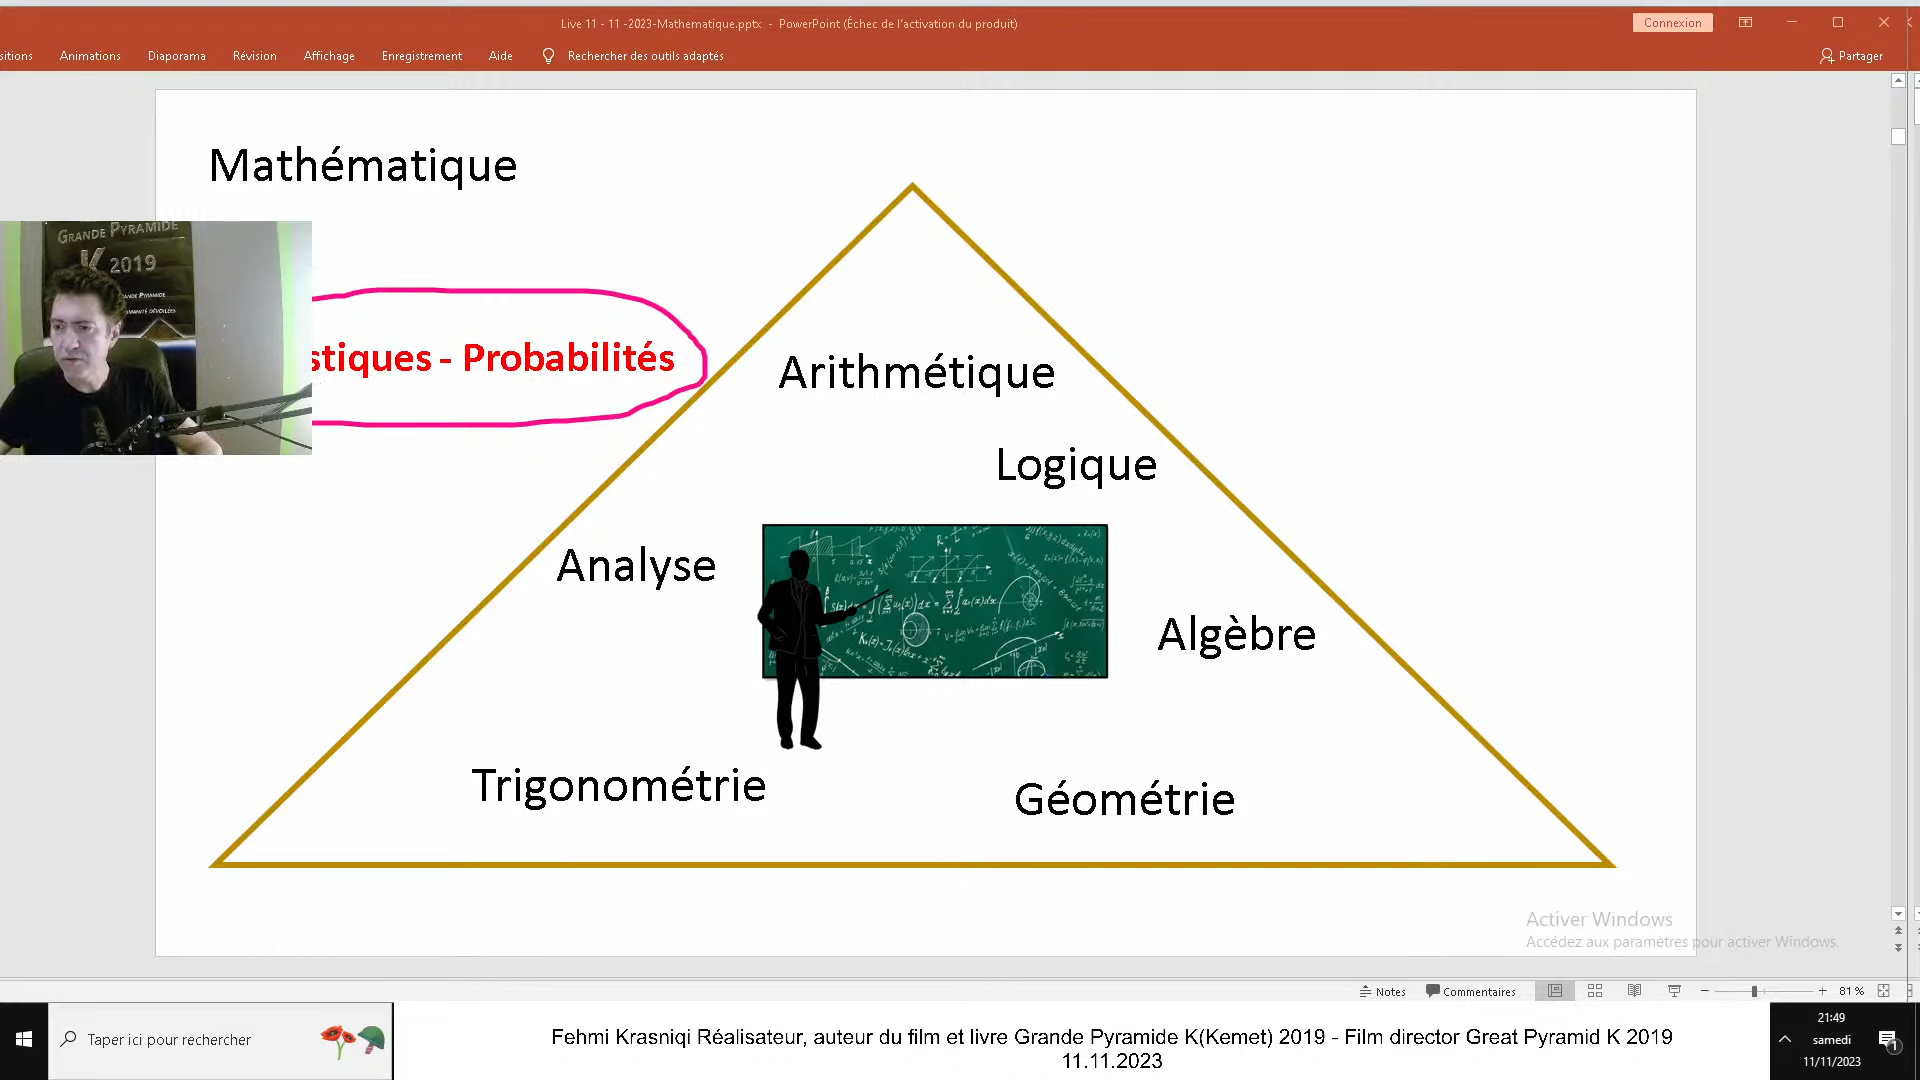 Live 11 - 11 -2023-Mathematique.pptx - PowerPoint (Échec de l'activation du produit)
Connexion
sitions Animations Diaporama Révision Affichage Enregistrement Aide Rechercher des outils adaptés
Partager
Mathématique
GRANDE PYRAMIDE
K 2019
stiques - Probabilités
Arithmétique
Logique
Analyse
Algèbre
Trigonométrie
Géométrie
Activer Windows
Accédez aux paramètres pour activer Windows.
Notes Commentaires 81 %
Taper ici pour rechercher
Fehmi Krasniqi Réalisateur, auteur du film et livre Grande Pyramide K(Kemet) 2019 - Film director Great Pyramid K 2019
11.11.2023
21:49
samedi
11/11/2023
1